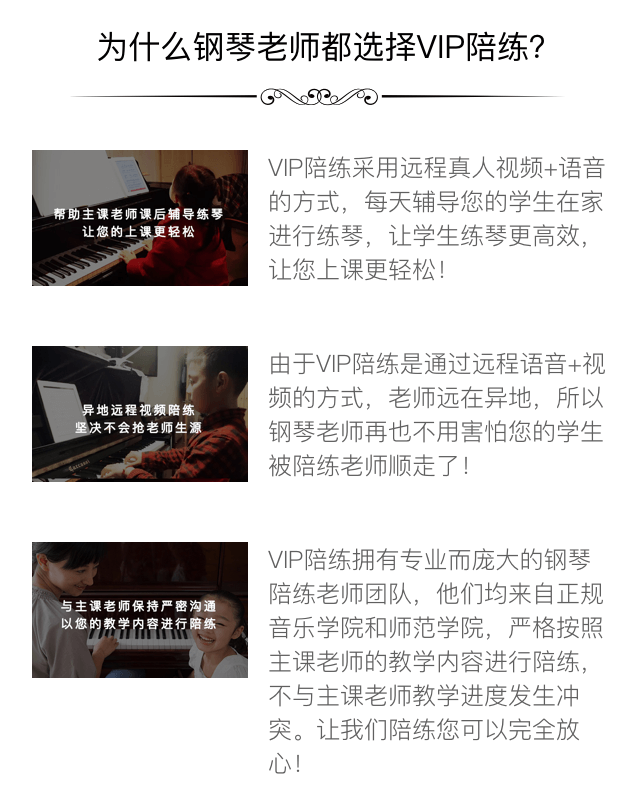 为什么钢琴老师都选择VIP陪练？
帮助主课老师课后辅导练琴
让您的上课更轻松
VIP陪练采用远程真人视频+语音
的方式，每天辅导您的学生在家
进行练琴，让学生练琴更高效，
让您上课更轻松！
异地远程视频陪练
坚决不会抢老师生源
由于VIP陪练是通过远程语音+视
频的方式，老师远在异地，所以
钢琴老师再也不用害怕您的学生
被陪练老师顺走了！
与主课老师保持严密沟通
以您的教学内容进行陪练
VIP陪练拥有专业而庞大的钢琴
陪练老师团队，他们均来自正规
音乐学院和师范学院，严格按照
主课老师的教学内容进行陪练，
不与主课老师教学进度发生冲
突。让我们陪练您可以完全放
心！